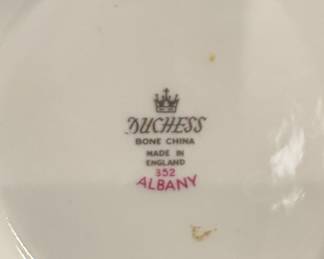 DUCHESS
BONE CHINA
MADE IN
ENGLAND
352
ALBANY